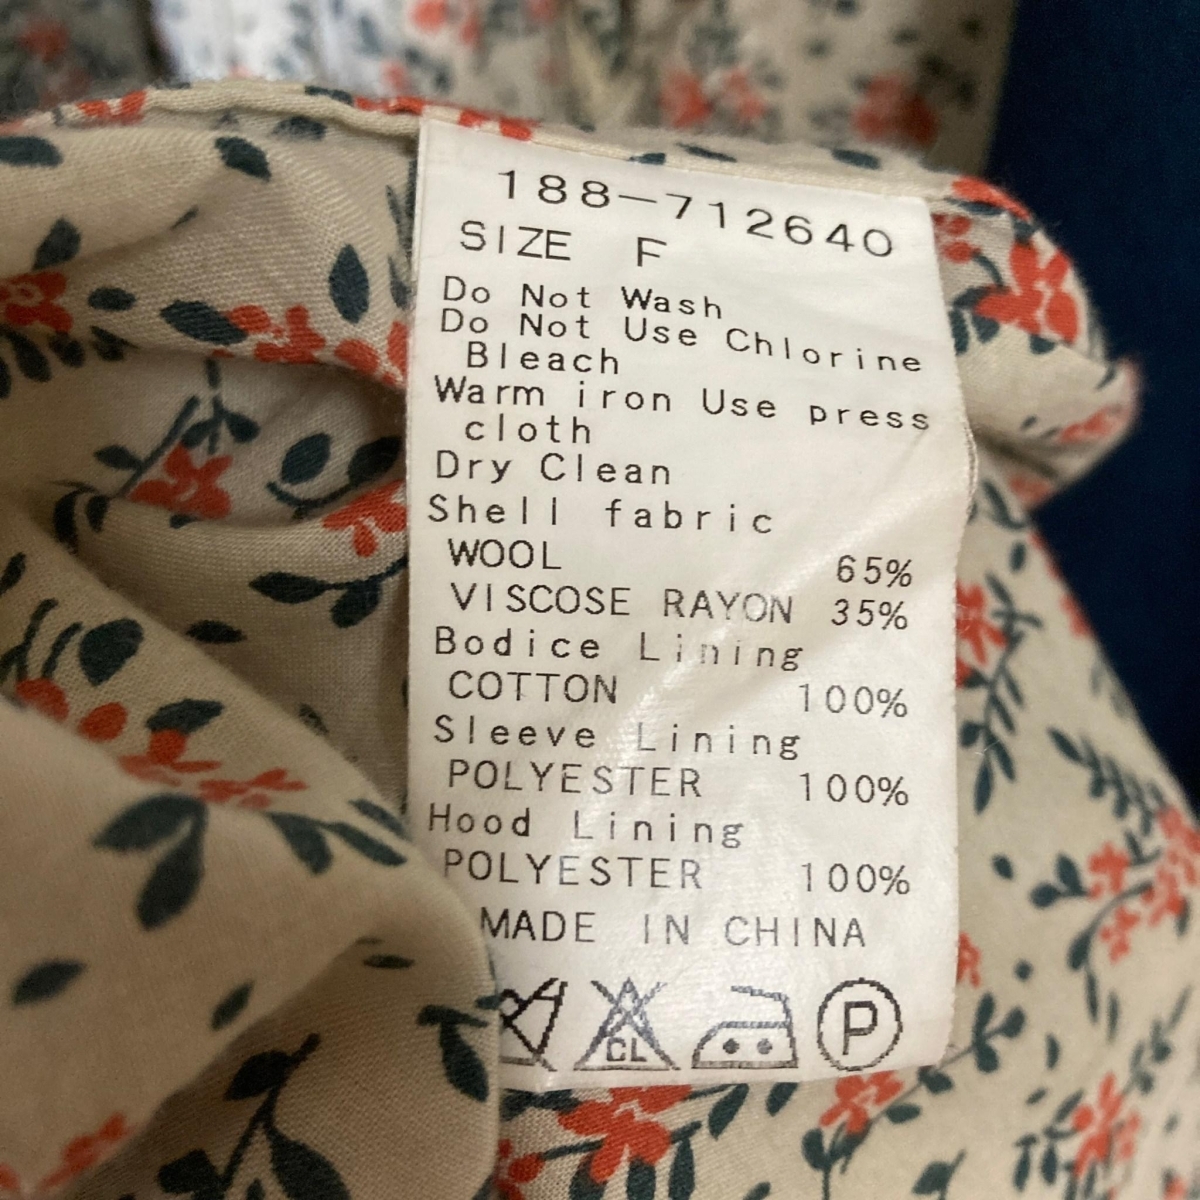 188-712640
SIZE F
Do Not Wash
Do Not Use Chlorine
Bleach
Warm iron Use press
cloth
Dry Clean
Shell fabric
WOOL 65%
VISCOSE RAYON 35%
Bodice Lining
COTTON 100%
Sleeve Lining
POLYESTER 100%
Hood Lining
POLYESTER 100%
MADE IN CHINA
CL P